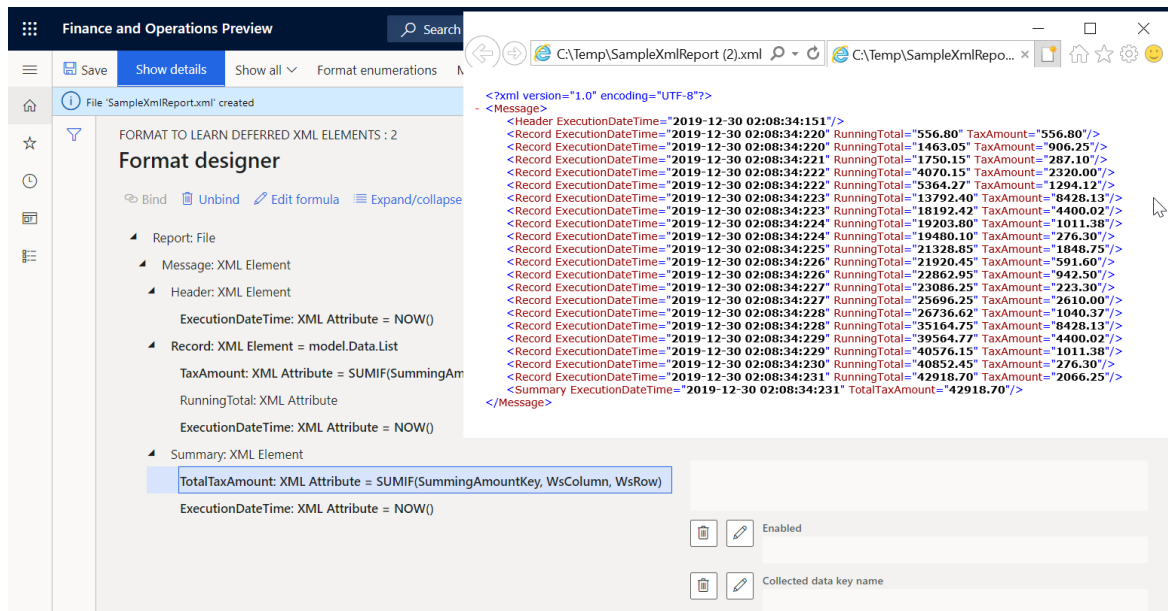 Finance and Operations Preview
Search
Save
Show details
Show all
Format enumerations
File 'SampleXmlReport.xml' created
FORMAT TO LEARN DEFERRED XML ELEMENTS : 2
Format designer
Bind
Unbind
Edit formula
Expand/collapse
Report: File
Message: XML Element
Header: XML Element
ExecutionDateTime: XML Attribute = NOW()
Record: XML Element = model.Data.List
TaxAmount: XML Attribute = SUMIF(SummingAm
RunningTotal: XML Attribute
ExecutionDateTime: XML Attribute = NOW()
Summary: XML Element
TotalTaxAmount: XML Attribute = SUMIF(SummingAmountKey, WsColumn, WsRow)
ExecutionDateTime: XML Attribute = NOW()
Enabled
Collected data key name
C:\Temp\SampleXmlReport (2).xml
C:\Temp\SampleXmlRepo...
<?xml version="1.0" encoding="UTF-8"?>
- <Message>
<Header ExecutionDateTime="2019-12-30 02:08:34:151"/>
<Record ExecutionDateTime="2019-12-30 02:08:34:220" RunningTotal="556.80" TaxAmount="556.80"/>
<Record ExecutionDateTime="2019-12-30 02:08:34:220" RunningTotal="1463.05" TaxAmount="906.25"/>
<Record ExecutionDateTime="2019-12-30 02:08:34:221" RunningTotal="1750.15" TaxAmount="287.10"/>
<Record ExecutionDateTime="2019-12-30 02:08:34:222" RunningTotal="4070.15" TaxAmount="2320.00"/>
<Record ExecutionDateTime="2019-12-30 02:08:34:222" RunningTotal="5364.27" TaxAmount="1294.12"/>
<Record ExecutionDateTime="2019-12-30 02:08:34:223" RunningTotal="13792.40" TaxAmount="8428.13"/>
<Record ExecutionDateTime="2019-12-30 02:08:34:223" RunningTotal="18192.42" TaxAmount="4400.02"/>
<Record ExecutionDateTime="2019-12-30 02:08:34:224" RunningTotal="19203.80" TaxAmount="1011.38"/>
<Record ExecutionDateTime="2019-12-30 02:08:34:224" RunningTotal="19480.10" TaxAmount="276.30"/>
<Record ExecutionDateTime="2019-12-30 02:08:34:225" RunningTotal="21328.85" TaxAmount="1848.75"/>
<Record ExecutionDateTime="2019-12-30 02:08:34:226" RunningTotal="21920.45" TaxAmount="591.60"/>
<Record ExecutionDateTime="2019-12-30 02:08:34:226" RunningTotal="22862.95" TaxAmount="942.50"/>
<Record ExecutionDateTime="2019-12-30 02:08:34:227" RunningTotal="23086.25" TaxAmount="223.30"/>
<Record ExecutionDateTime="2019-12-30 02:08:34:227" RunningTotal="25696.25" TaxAmount="2610.00"/>
<Record ExecutionDateTime="2019-12-30 02:08:34:228" RunningTotal="26736.62" TaxAmount="1040.37"/>
<Record ExecutionDateTime="2019-12-30 02:08:34:228" RunningTotal="35164.75" TaxAmount="8428.13"/>
<Record ExecutionDateTime="2019-12-30 02:08:34:229" RunningTotal="39564.77" TaxAmount="4400.02"/>
<Record ExecutionDateTime="2019-12-30 02:08:34:229" RunningTotal="40576.15" TaxAmount="1011.38"/>
<Record ExecutionDateTime="2019-12-30 02:08:34:230" RunningTotal="40852.45" TaxAmount="276.30"/>
<Record ExecutionDateTime="2019-12-30 02:08:34:231" RunningTotal="42918.70" TaxAmount="2066.25"/>
<Summary ExecutionDateTime="2019-12-30 02:08:34:231" TotalTaxAmount="42918.70"/>
</Message>